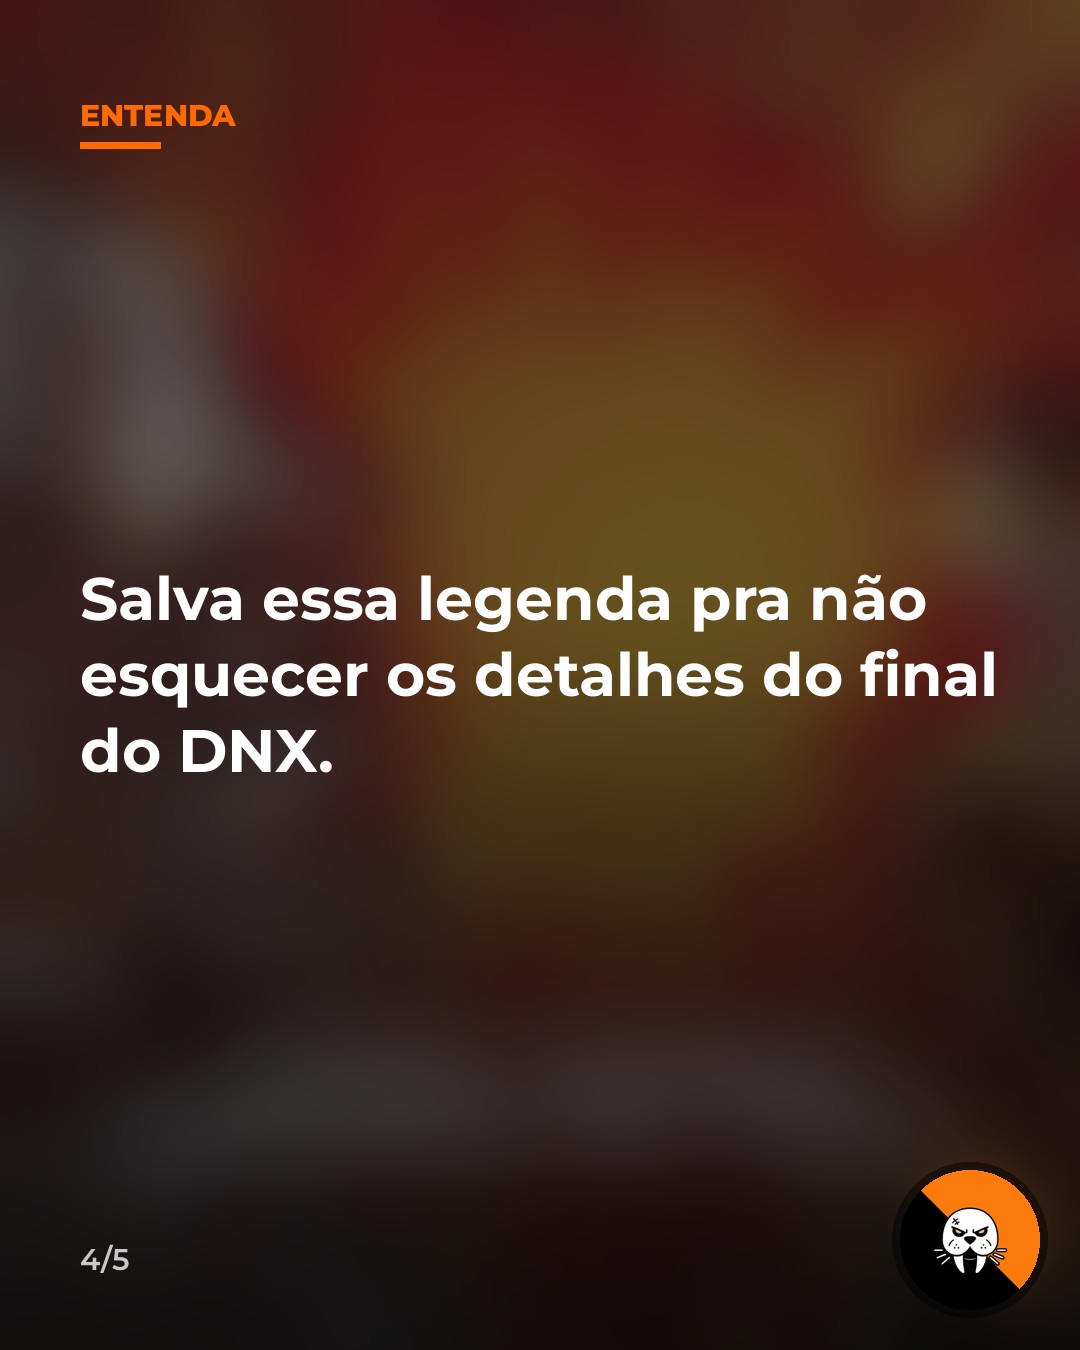 ENTENDA
Salva essa legenda pra não
esquecer os detalhes do final
do DNX.
4/5